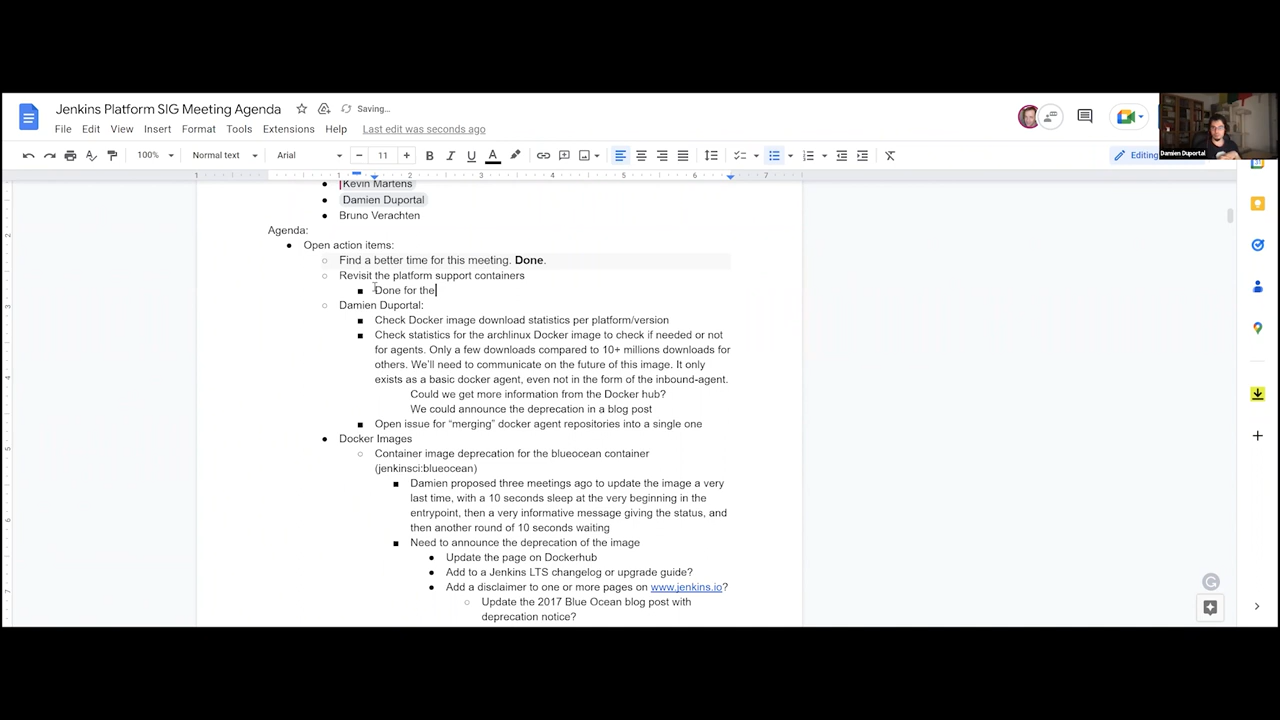 Jenkins Platform SIG Meeting Agenda
Saving...
File Edit View Insert Format Tools Extensions Help Last edit was seconds ago
100% Normal text Arial 11 Editing
Damien Duportal
1 1 2 3 4 5 6 7
Kevin Martens
Damien Duportal
Bruno Verachten
Agenda:
Open action items:
Find a better time for this meeting. Done.
Revisit the platform support containers
Done for the
Damien Duportal:
Check Docker image download statistics per platform/version
Check statistics for the archlinux Docker image to check if needed or not
for agents. Only a few downloads compared to 10+ millions downloads for
others. We'll need to communicate on the future of this image. It only
exists as a basic docker agent, even not in the form of the inbound-agent.
Could we get more information from the Docker hub?
We could announce the deprecation in a blog post
Open issue for “merging” docker agent repositories into a single one
Docker Images
Container image deprecation for the blueocean container
(jenkinsci:blueocean)
Damien proposed three meetings ago to update the image a very
last time, with a 10 seconds sleep at the very beginning in the
entrypoint, then a very informative message giving the status, and
then another round of 10 seconds waiting
Need to announce the deprecation of the image
Update the page on Dockerhub
Add to a Jenkins LTS changelog or upgrade guide?
Add a disclaimer to one or more pages on www.jenkins.io?
Update the 2017 Blue Ocean blog post with
deprecation notice?